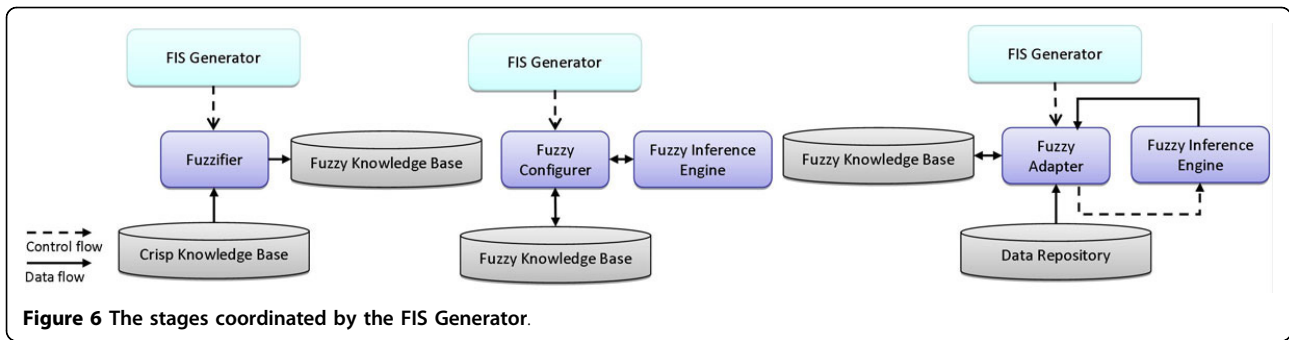 FIS Generator
Fuzzifier
Fuzzy Knowledge Base
Crisp Knowledge Base
Control flow
Data flow
FIS Generator
Fuzzy
Configurer
Fuzzy Inference
Engine
Fuzzy Knowledge Base
FIS Generator
Fuzzy Knowledge Base
Fuzzy
Adapter
Fuzzy Inference
Engine
Data Repository
Figure 6 The stages coordinated by the FIS Generator.